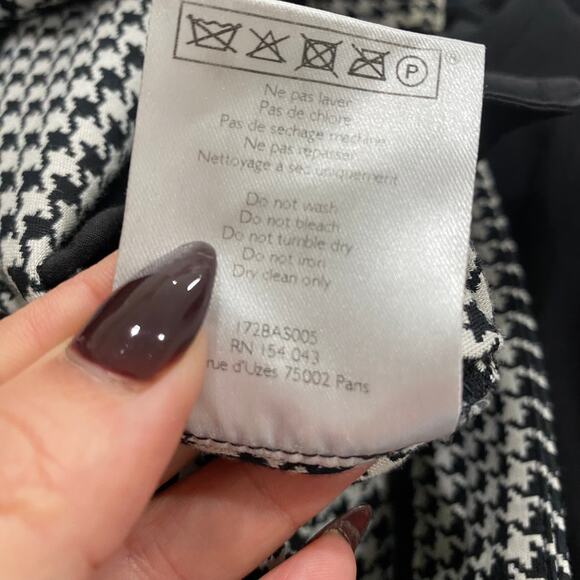 P
®
Ne pas laver
Pas de chlore
Pas de sechage machine
Ne pas repasser
Nettoyage à sec uniquement
Do not wash
Do not bleach
Do not tumble dry
Do not iron
Dry clean only
172BAS005
RN 154 043
rue d'Uzès 75002 Paris